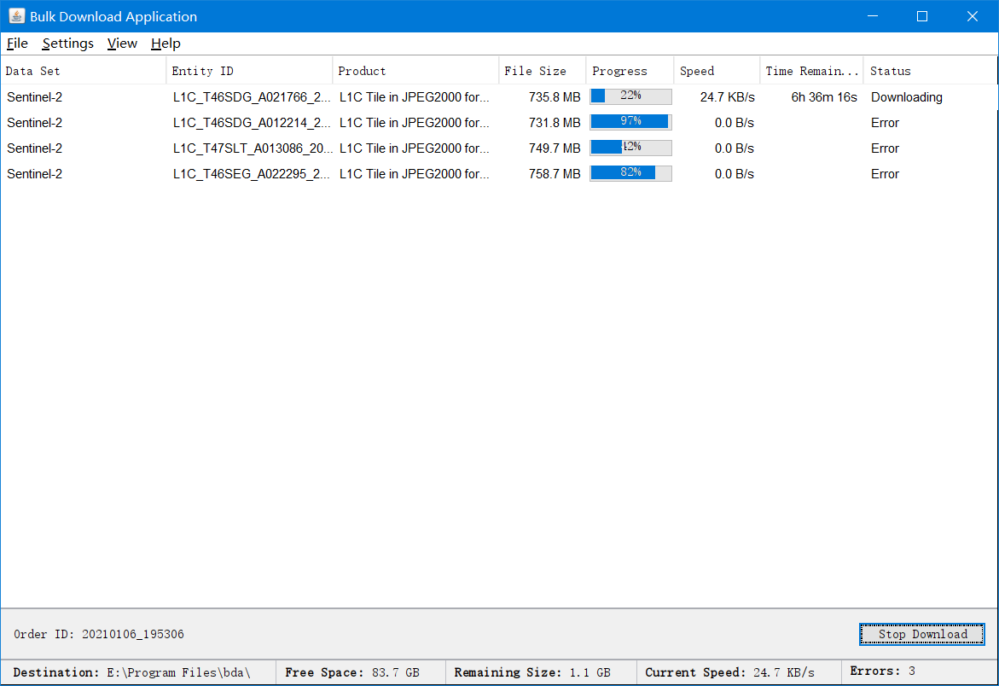 Bulk Download Application
File Settings View Help
Data Set Entity ID Product File Size Progress Speed Time Remain... Status
Sentinel-2 L1C_T46SDG_A021766_2... L1C Tile in JPEG2000 for... 735.8 MB 22% 24.7 KB/s 6h 36m 16s Downloading
Sentinel-2 L1C_T46SDG_A012214_2... L1C Tile in JPEG2000 for... 731.8 MB 97% 0.0 B/s Error
Sentinel-2 L1C_T47SLT_A013086_20... L1C Tile in JPEG2000 for... 749.7 MB 42% 0.0 B/s Error
Sentinel-2 L1C_T46SEG_A022295_2... L1C Tile in JPEG2000 for... 758.7 MB 82% 0.0 B/s Error
Order ID: 20210106_195306 Stop Download
Destination: E:\Program Files\bda\ Free Space: 83.7 GB Remaining Size: 1.1 GB Current Speed: 24.7 KB/s Errors: 3